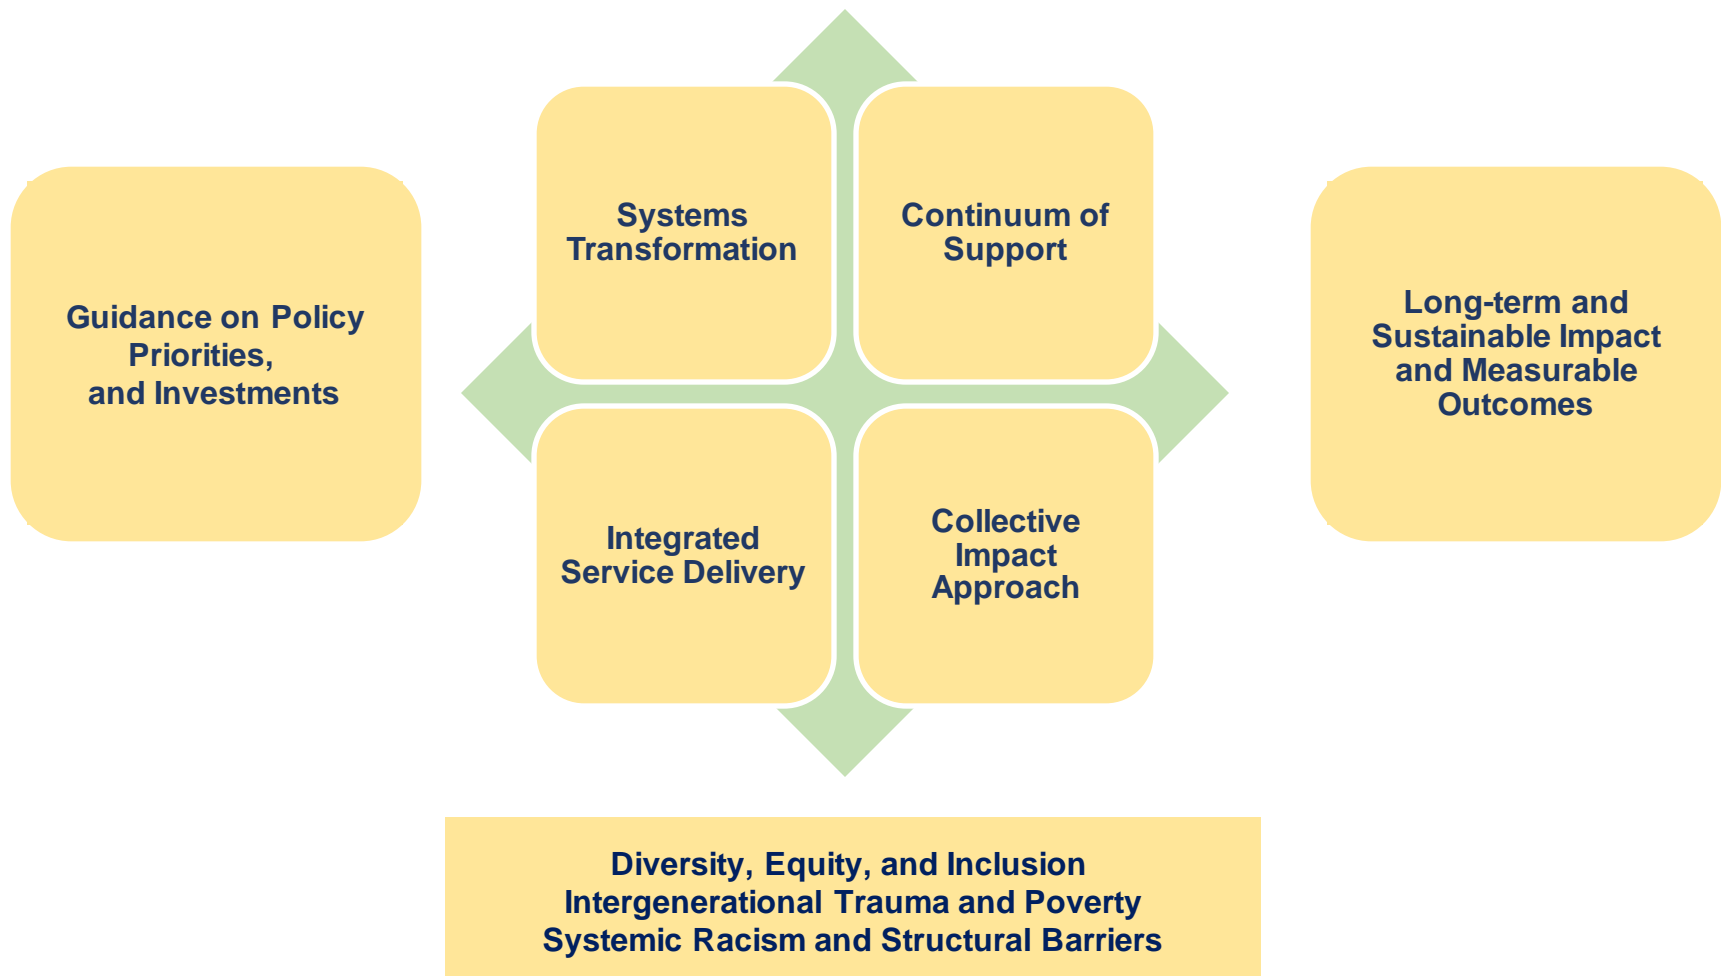 Guidance on Policy
Priorities,
and Investments
Systems
Transformation
Continuum of
Support
Integrated
Service Delivery
Collective
Impact
Approach
Long-term and
Sustainable Impact
and Measurable
Outcomes
Diversity, Equity, and Inclusion
Intergenerational Trauma and Poverty
Systemic Racism and Structural Barriers